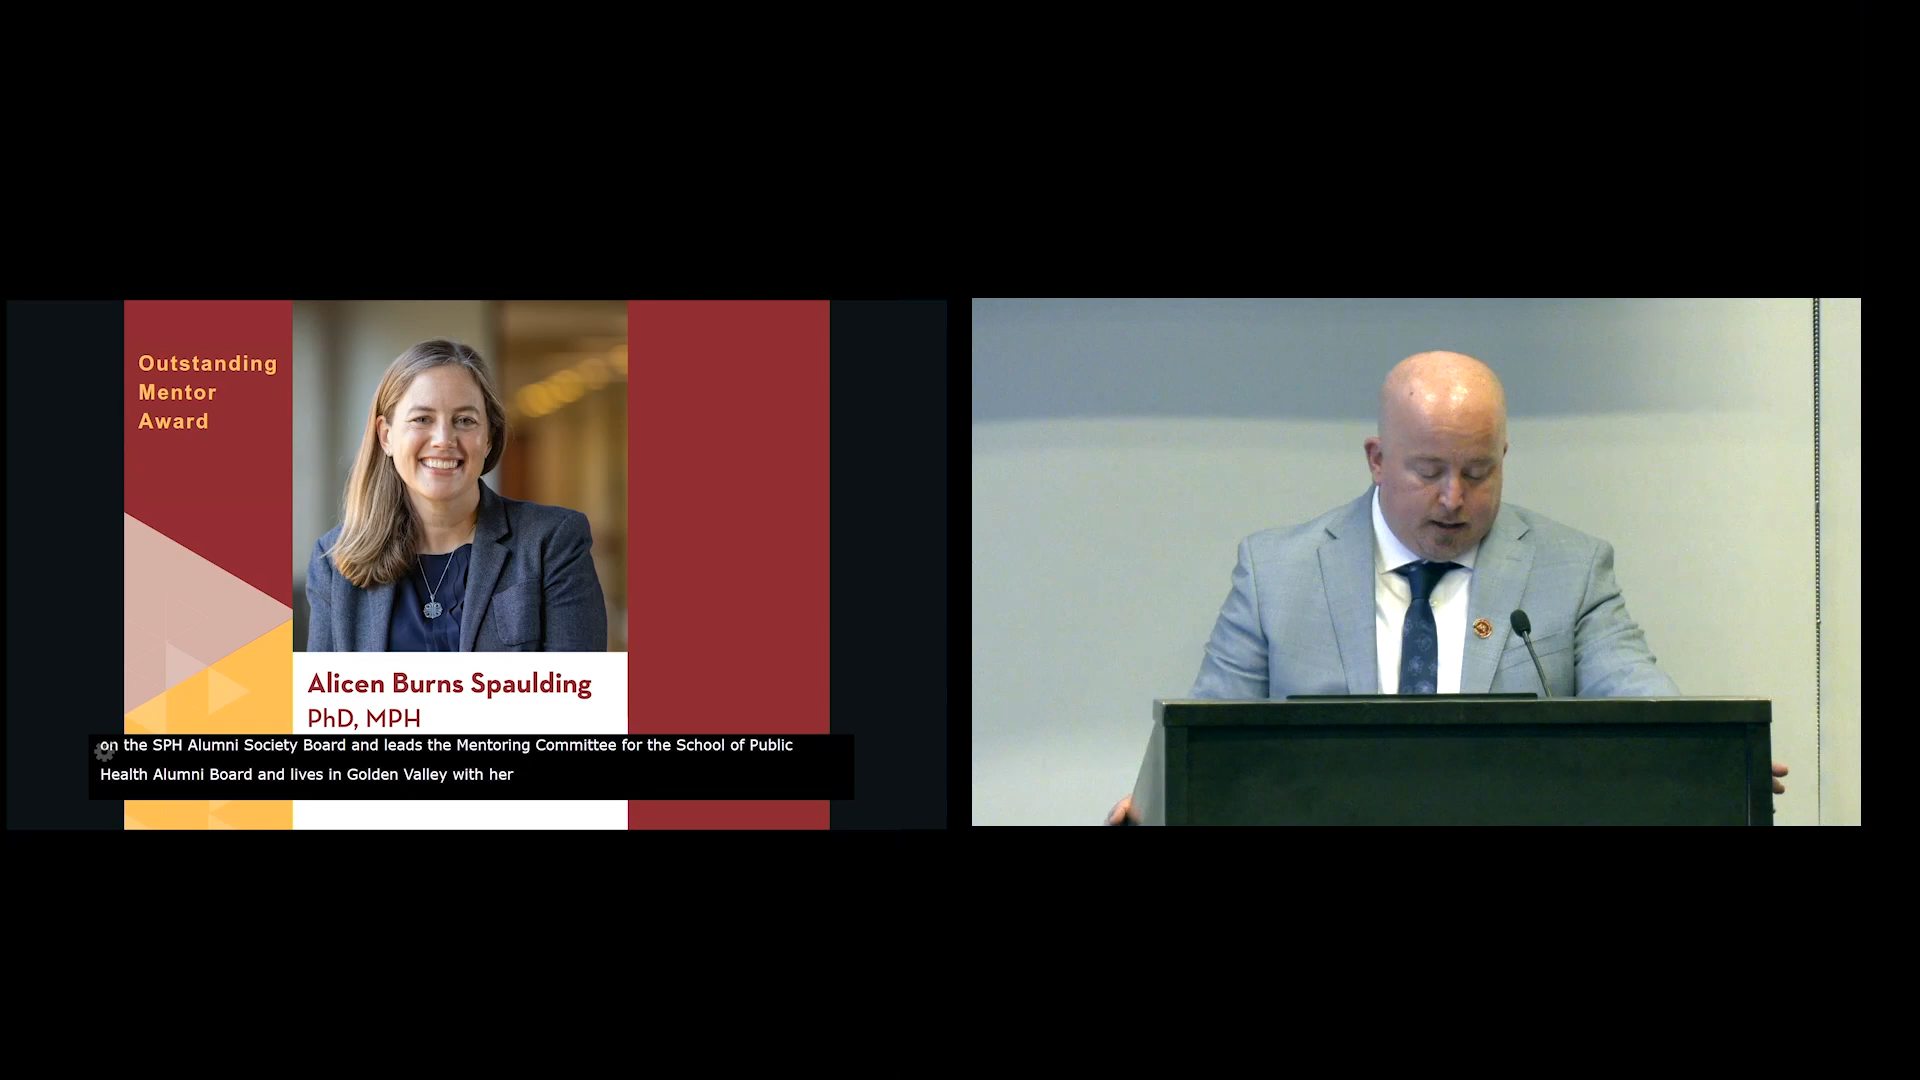 Outstanding
Mentor
Award
Alicen Burns Spaulding
PhD, MPH
on the SPH Alumni Society Board and leads the Mentoring Committee for the School of Public
Health Alumni Board and lives in Golden Valley with her